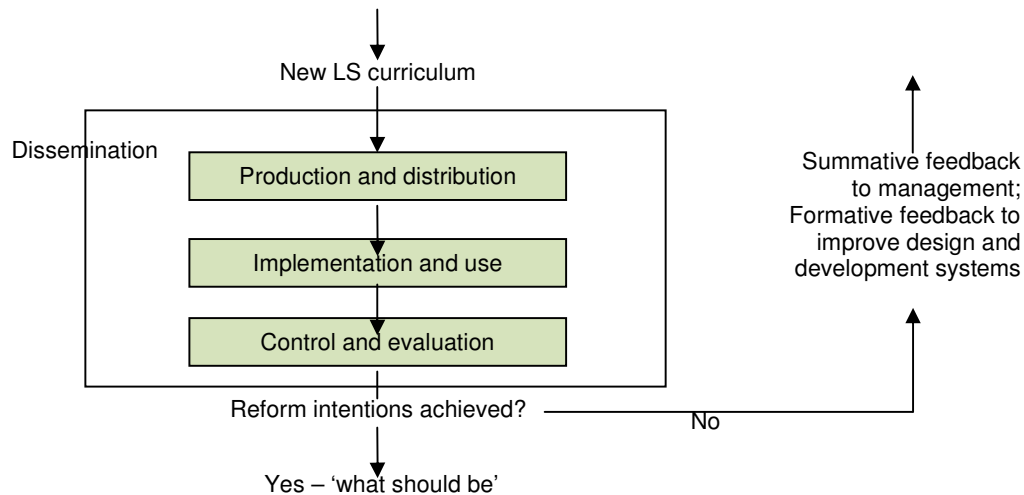 New LS curriculum
Dissemination
Production and distribution
Implementation and use
Control and evaluation
Reform intentions achieved?
No
Yes – ‘what should be’
Summative feedback
to management;
Formative feedback to
improve design and
development systems